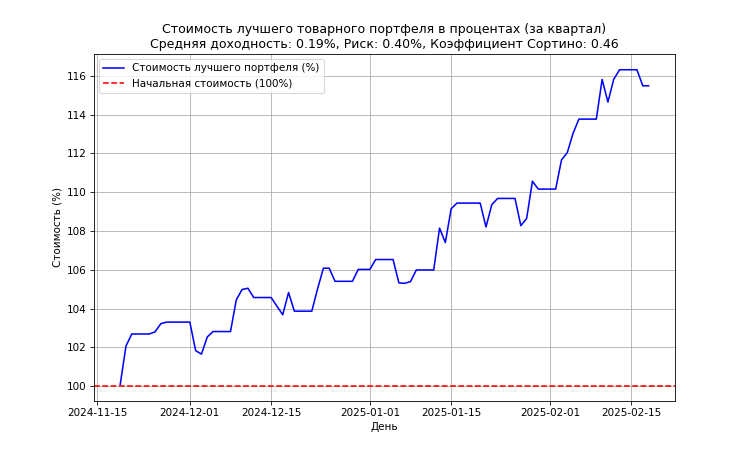 Стоимость лучшего товарного портфеля в процентах (за квартал)
Средняя доходность: 0.19%, Риск: 0.40%, Коэффициент Сортино: 0.46
Стоимость лучшего портфеля (%)
Начальная стоимость (100%)
Стоимость (%)
116
114
112
110
108
106
104
102
100
2024-11-15
2024-12-01
2024-12-15
2025-01-01
2025-01-15
2025-02-01
2025-02-15
День